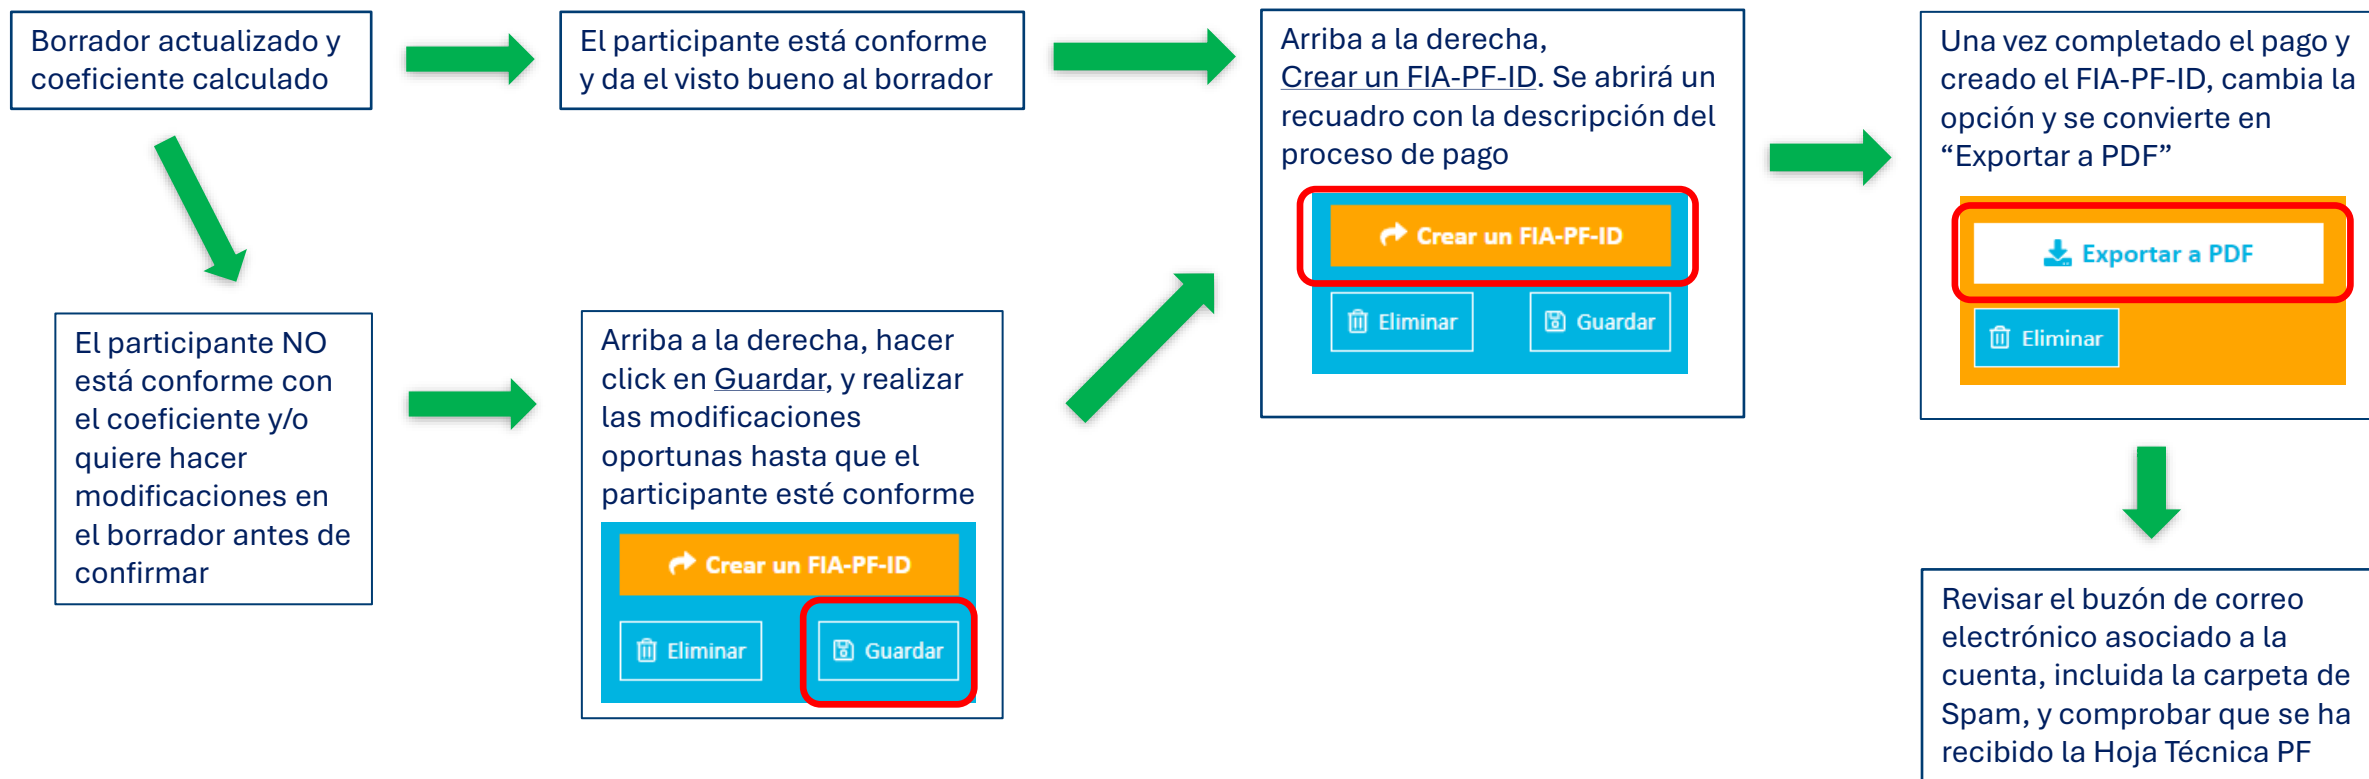 Borrador actualizado y
coeficiente calculado
El participante está conforme
y da el visto bueno al borrador
Arriba a la derecha,
Crear un FIA-PF-ID. Se abrirá un
recuadro con la descripción del
proceso de pago
Crear un FIA-PF-ID
Eliminar
Guardar
Una vez completado el pago y
creado el FIA-PF-ID, cambia la
opción y se convierte en
“Exportar a PDF”
Exportar a PDF
Eliminar
El participante NO
está conforme con
el coeficiente y/o
quiere hacer
modificaciones en
el borrador antes de
confirmar
Arriba a la derecha, hacer
click en Guardar, y realizar
las modificaciones
oportunas hasta que el
participante esté conforme
Crear un FIA-PF-ID
Eliminar
Guardar
Revisar el buzón de correo
electrónico asociado a la
cuenta, incluida la carpeta de
Spam, y comprobar que se ha
recibido la Hoja Técnica PF